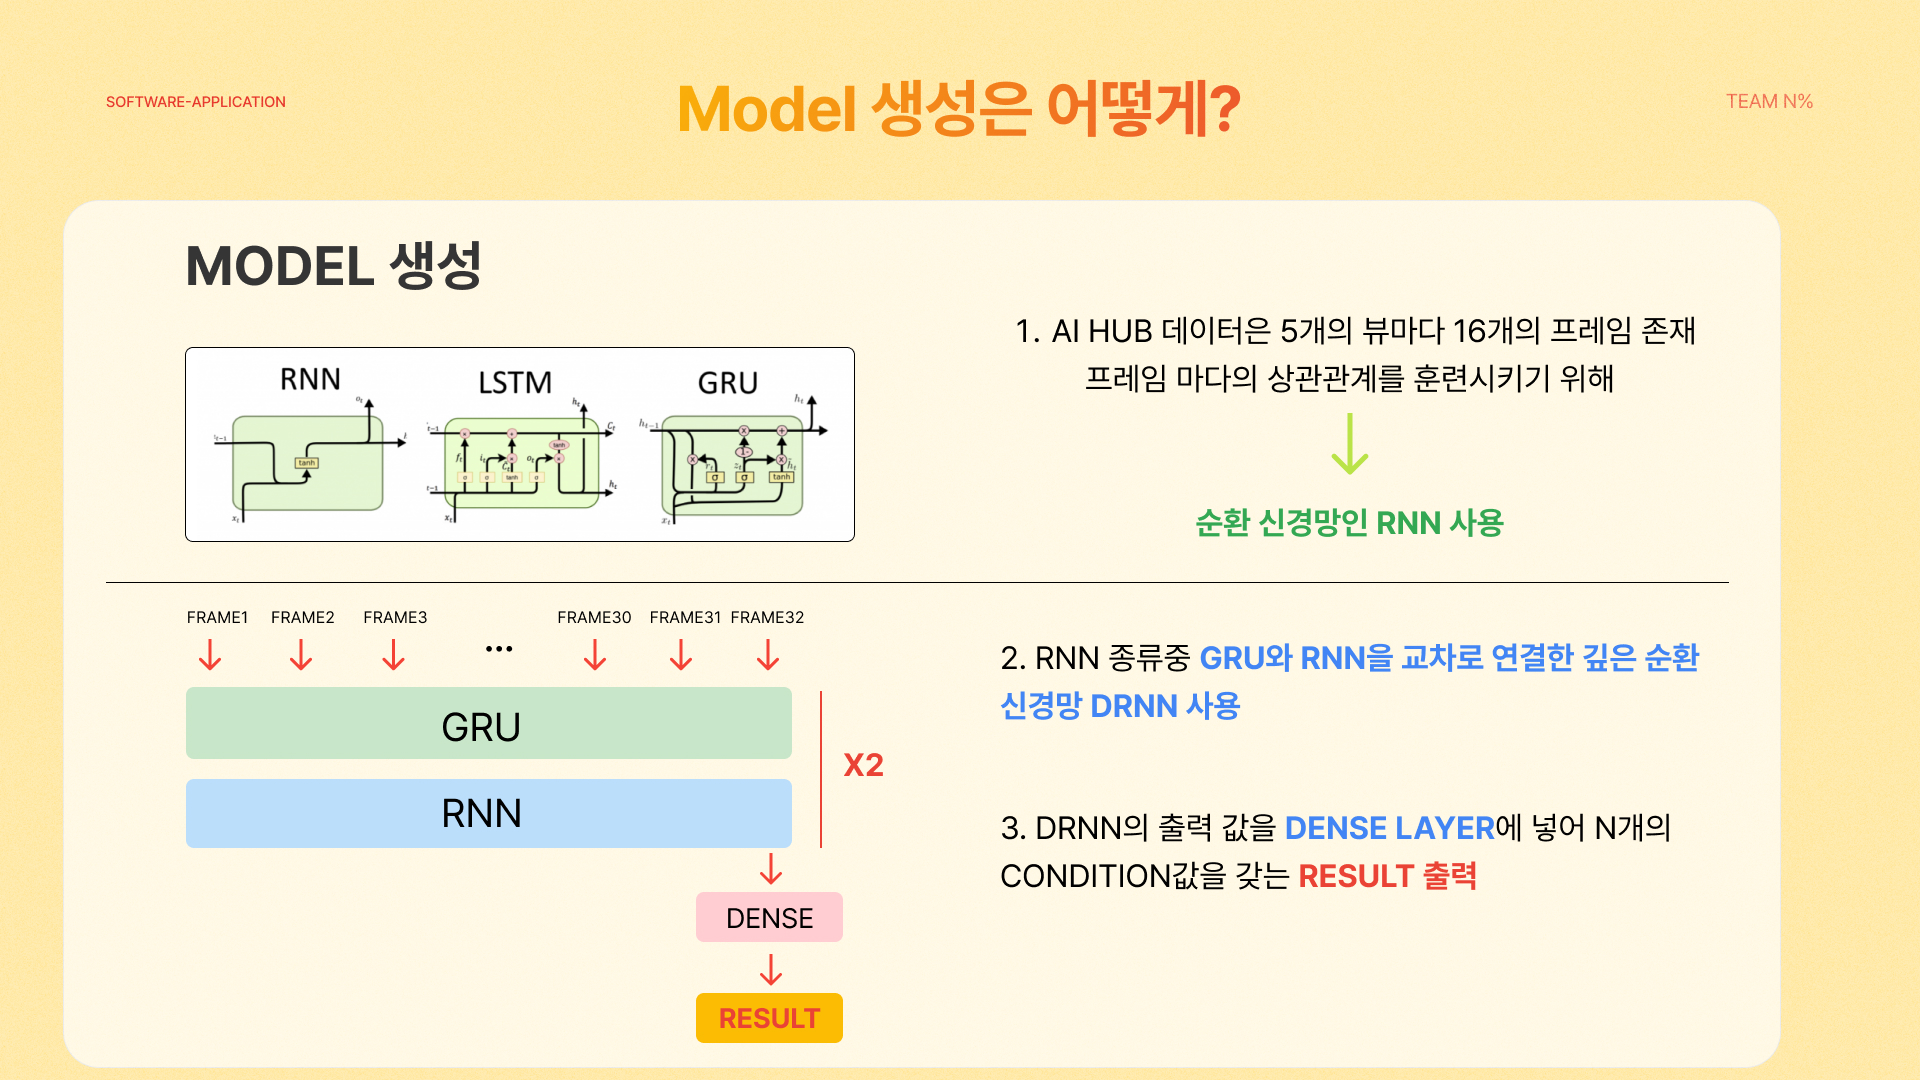 SOFTWARE-APPLICATION
Model 생성은 어떻게?
TEAM N%
MODEL 생성
RNN
LSTM
GRU
tanh
tanh
tanh
σ
σ
tanh
1. AI HUB 데이터은 5개의 뷰마다 16개의 프레임 존재
프레임 마다의 상관관계를 훈련시키기 위해
순환 신경망인 RNN 사용
FRAME1 FRAME2 FRAME3 ... FRAME30 FRAME31 FRAME32
GRU
RNN
X2
DENSE
RESULT
2. RNN 종류중 GRU와 RNN을 교차로 연결한 깊은 순환
신경망 DRNN 사용
3. DRNN의 출력 값을 DENSE LAYER에 넣어 N개의
CONDITION값을 갖는 RESULT 출력